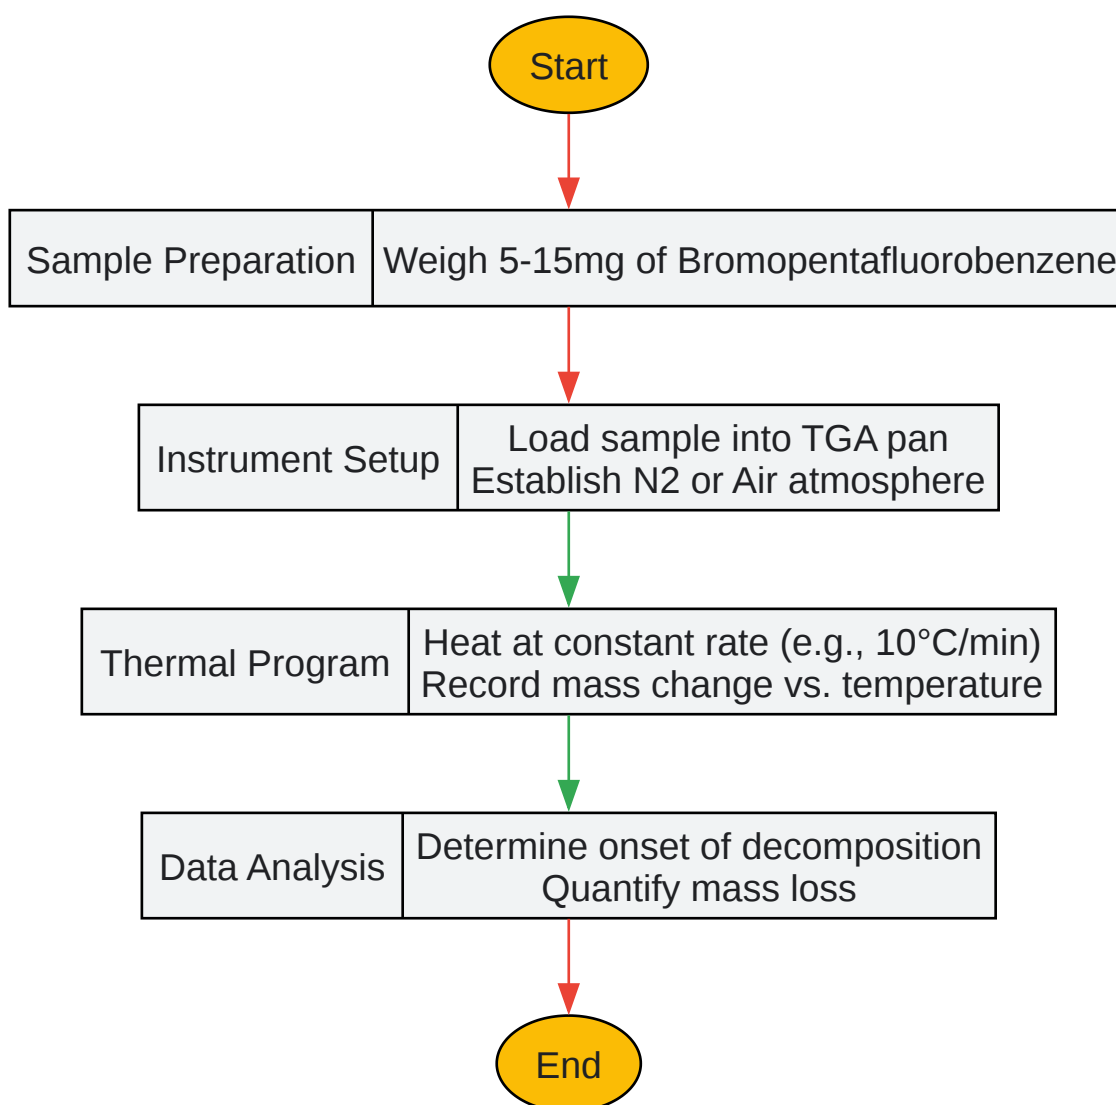 Start
Sample Preparation
Weigh 5-15mg of Bromopentafluorobenzene
Instrument Setup
Load sample into TGA pan
Establish N2 or Air atmosphere
Thermal Program
Heat at constant rate (e.g., 10°C/min)
Record mass change vs. temperature
Data Analysis
Determine onset of decomposition
Quantify mass loss
End